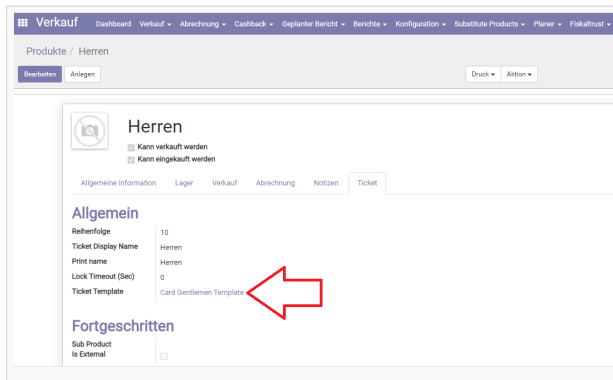 Verkauf Dashboard Verkauf Abrechnung Cashback Geplanter Bericht Berichte Konfiguration Substitute Products Planer Fiskaltrust
Produkte / Herren
Bearbeiten Anlegen Druck Aktion
Herren
Kann verkauft werden
Kann eingekauft werden
Allgemeine Information Lager Verkauf Abrechnung Notizen Ticket
Allgemein
Reihenfolge 10
Ticket Display Name Herren
Print name Herren
Lock Timeout (Sec) 0
Ticket Template Card Gentlemen Template
Fortgeschritten
Sub Product
Is External